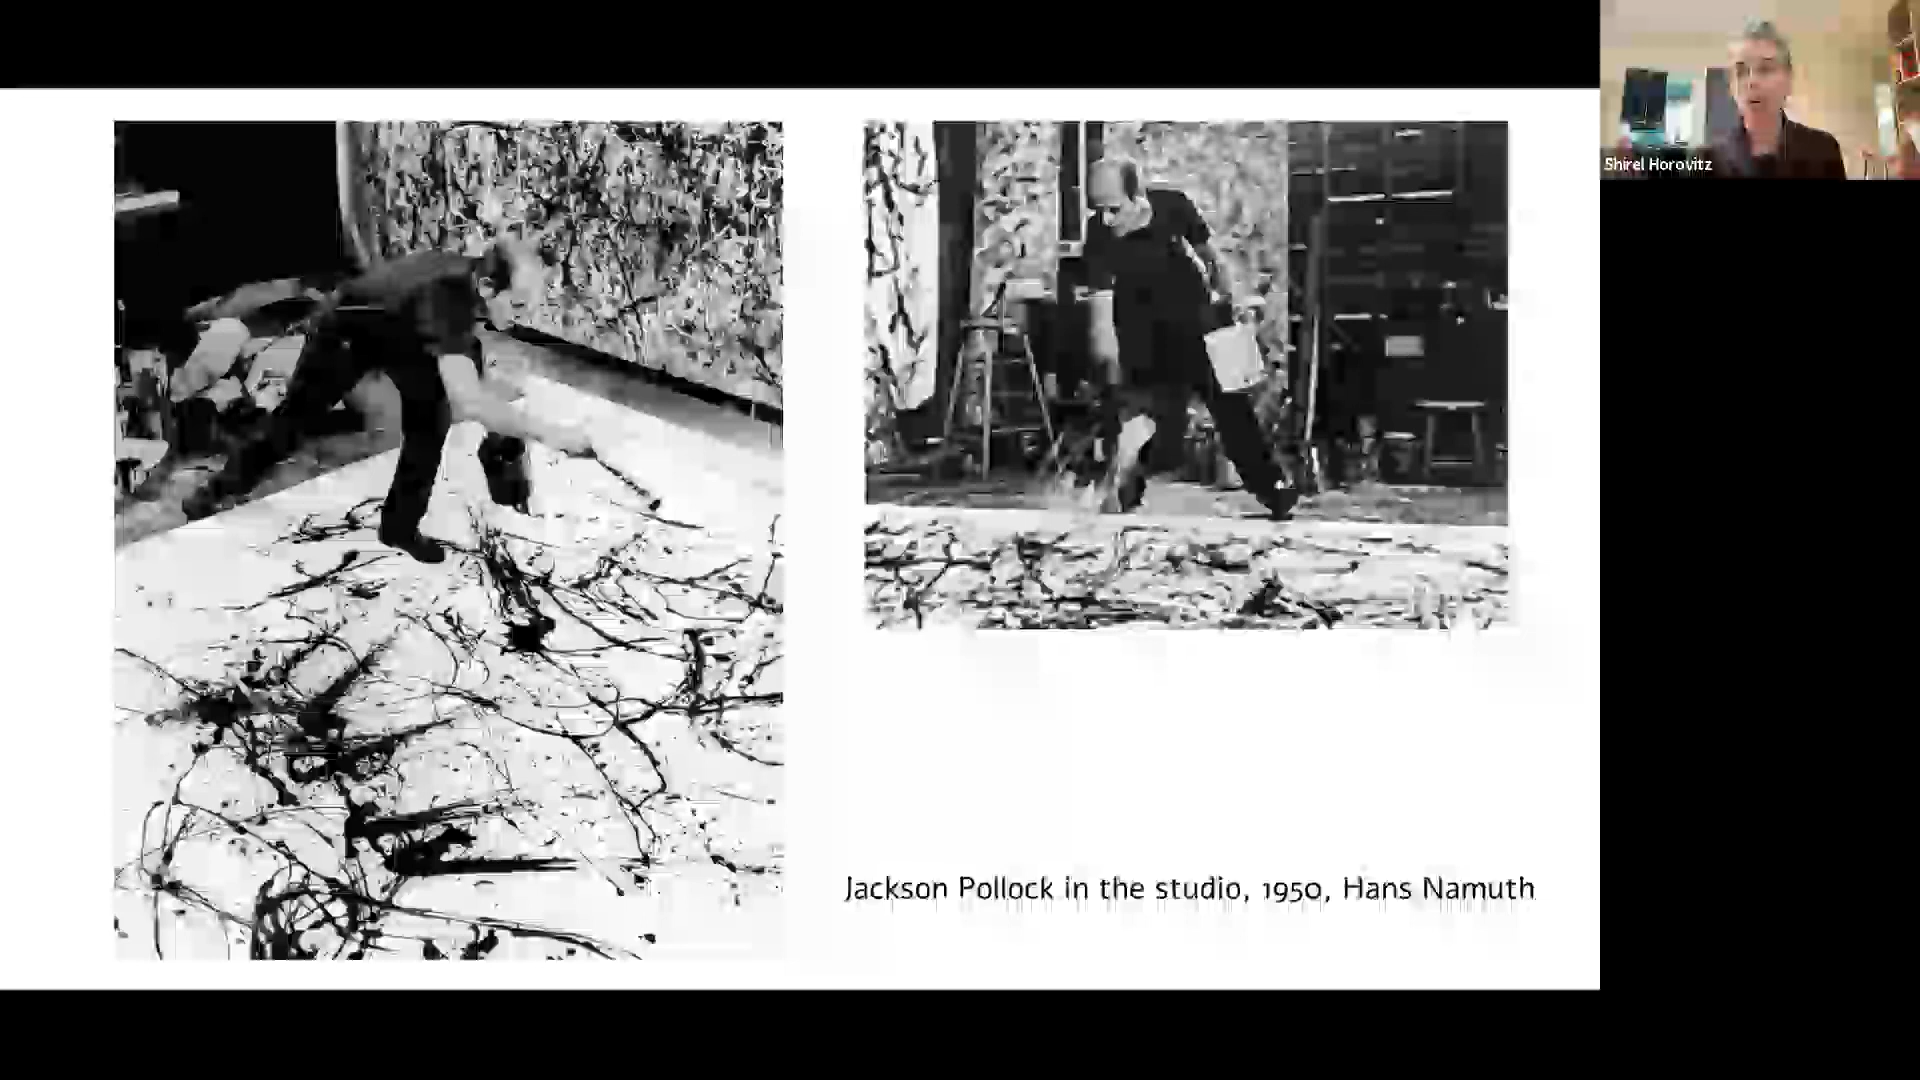 Shirel Horovitz
Jackson Pollock in the studio, 1950, Hans Namuth